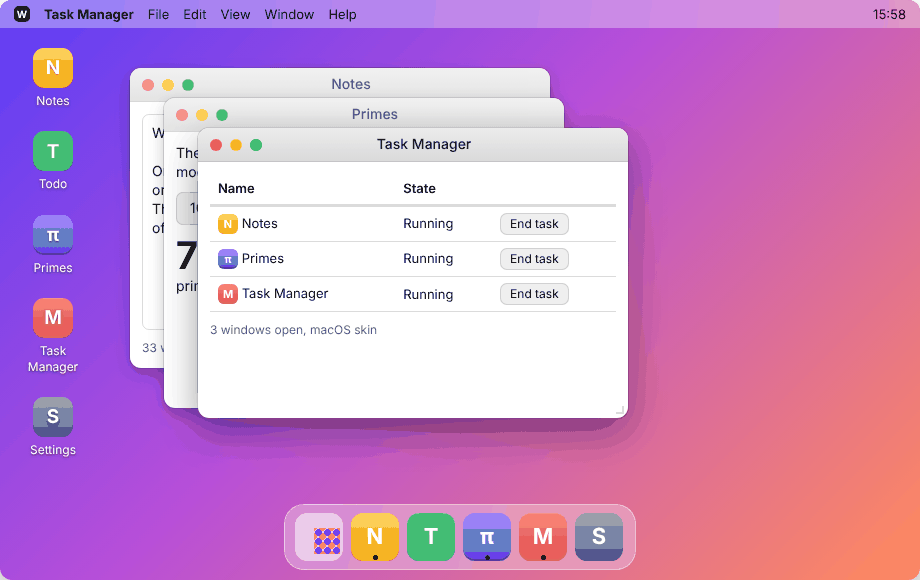 W Task Manager File Edit View Window Help 15:58
N
Notes
T
Todo
π
Primes
M
Task
Manager
S
Settings
Notes
33
Primes
The
Task Manager
Name State
N Notes Running End task
π Primes Running End task
M Task Manager Running End task
3 windows open, macOS skin
N T π M S